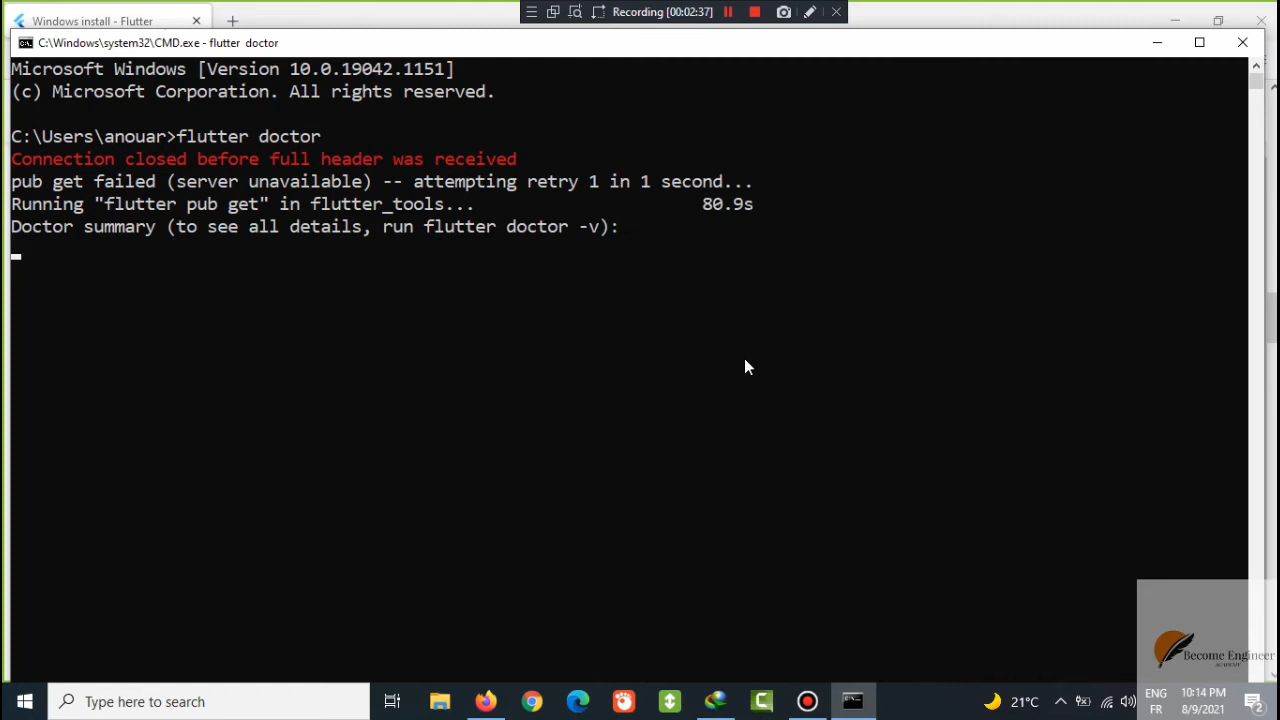 Windows install - Flutter
Recording [00:02:37]
C:\Windows\system32\CMD.exe - flutter doctor
Microsoft Windows [Version 10.0.19042.1151]
(c) Microsoft Corporation. All rights reserved.
C:\Users\anouar>flutter doctor
Connection closed before full header was received
pub get failed (server unavailable) -- attempting retry 1 in 1 second...
Running "flutter pub get" in flutter_tools... 80.9s
Doctor summary (to see all details, run flutter doctor -v):
Become Engineer
ACADEMY
Type here to search
21°C
ENG
FR
10:14 PM
8/9/2021
2